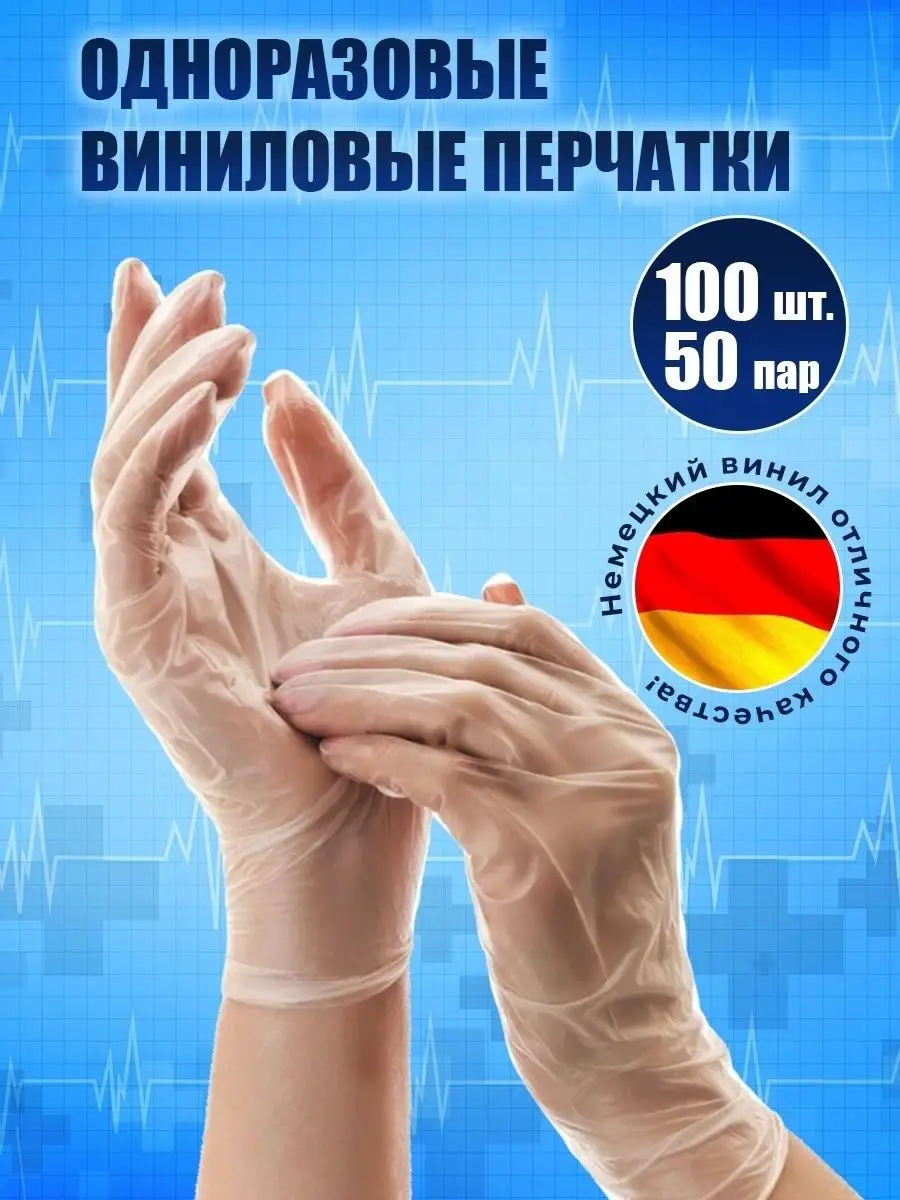 ОДНОРАЗОВЫЕ
ВИНИЛОВЫЕ ПЕРЧАТКИ
100 шт.
50 пар
Немецкий винил отличного качества!